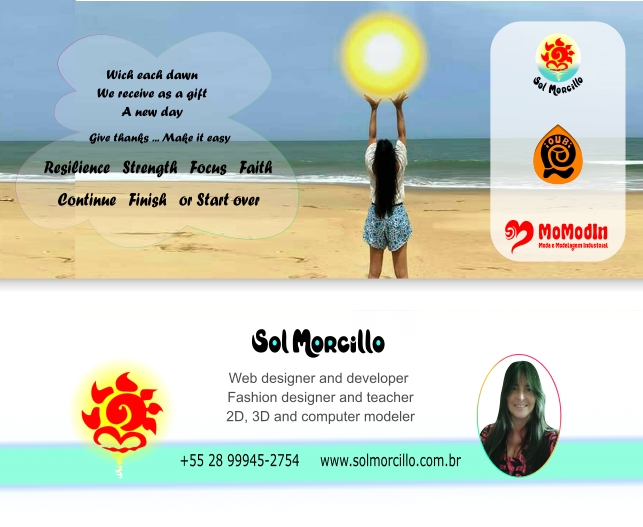 Wich each dawn
We receive as a gift
A new day
Give thanks ... Make it easy
Resilience Strength Focus Faith
Continue Finish or Start over
Sol Morcillo
OUBI
MoModIn
Moda e Modelagem Industrial
Sol Morcillo
Web designer and developer
Fashion designer and teacher
2D, 3D and computer modeler
+55 28 99945-2754 www.solmorcillo.com.br